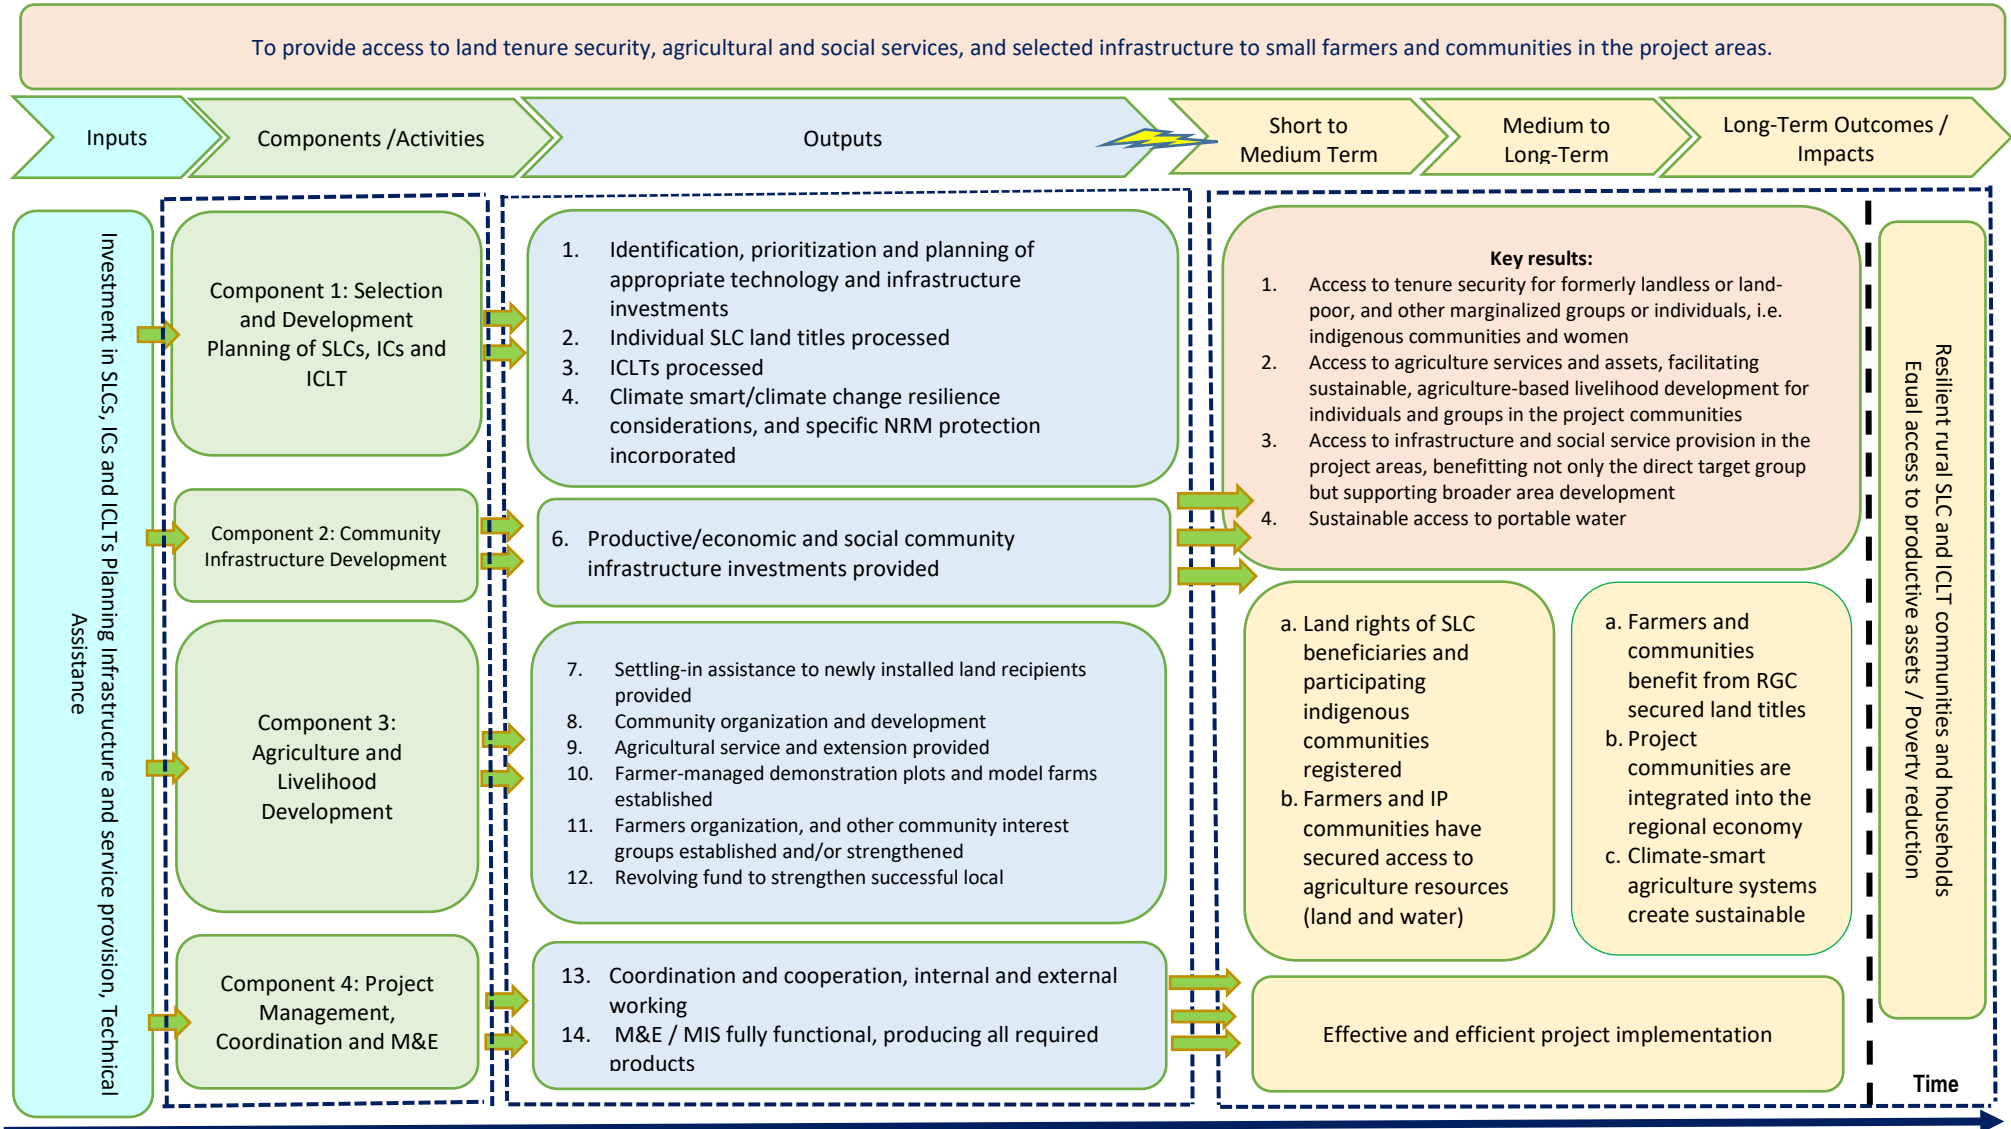 To provide access to land tenure security, agricultural and social services, and selected infrastructure to small farmers and communities in the project areas.
Inputs
Components /Activities
Outputs
Short to
Medium Term
Medium to
Long-Term
Long-Term Outcomes /
Impacts
Investment in SLCs, ICs and ICLTs Planning Infrastructure and service provision, Technical
Assistance
Component 1: Selection
and Development
Planning of SLCs, ICs and
ICLT
Component 2: Community
Infrastructure Development
Component 3:
Agriculture and
Livelihood
Development
Component 4: Project
Management,
Coordination and M&E
1. Identification, prioritization and planning of
appropriate technology and infrastructure
investments
2. Individual SLC land titles processed
3. ICLTs processed
4. Climate smart/climate change resilience
considerations, and specific NRM protection
incorporated
6. Productive/economic and social community
infrastructure investments provided
7. Settling-in assistance to newly installed land recipients
provided
8. Community organization and development
9. Agricultural service and extension provided
10. Farmer-managed demonstration plots and model farms
established
11. Farmers organization, and other community interest
groups established and/or strengthened
12. Revolving fund to strengthen successful local
13. Coordination and cooperation, internal and external
working
14. M&E / MIS fully functional, producing all required
products
Key results:
1. Access to tenure security for formerly landless or land-
poor, and other marginalized groups or individuals, i.e.
indigenous communities and women
2. Access to agriculture services and assets, facilitating
sustainable, agriculture-based livelihood development for
individuals and groups in the project communities
3. Access to infrastructure and social service provision in the
project areas, benefitting not only the direct target group
but supporting broader area development
4. Sustainable access to portable water
a. Land rights of SLC
beneficiaries and
participating
indigenous
communities
registered
b. Farmers and IP
communities have
secured access to
agriculture resources
(land and water)
a. Farmers and
communities
benefit from RGC
secured land titles
b. Project
communities are
integrated into the
regional economy
c. Climate-smart
agriculture systems
create sustainable
Effective and efficient project implementation
Resilient rural SLC and ICLT communities and households
Equal access to productive assets / Poverty reduction
Time